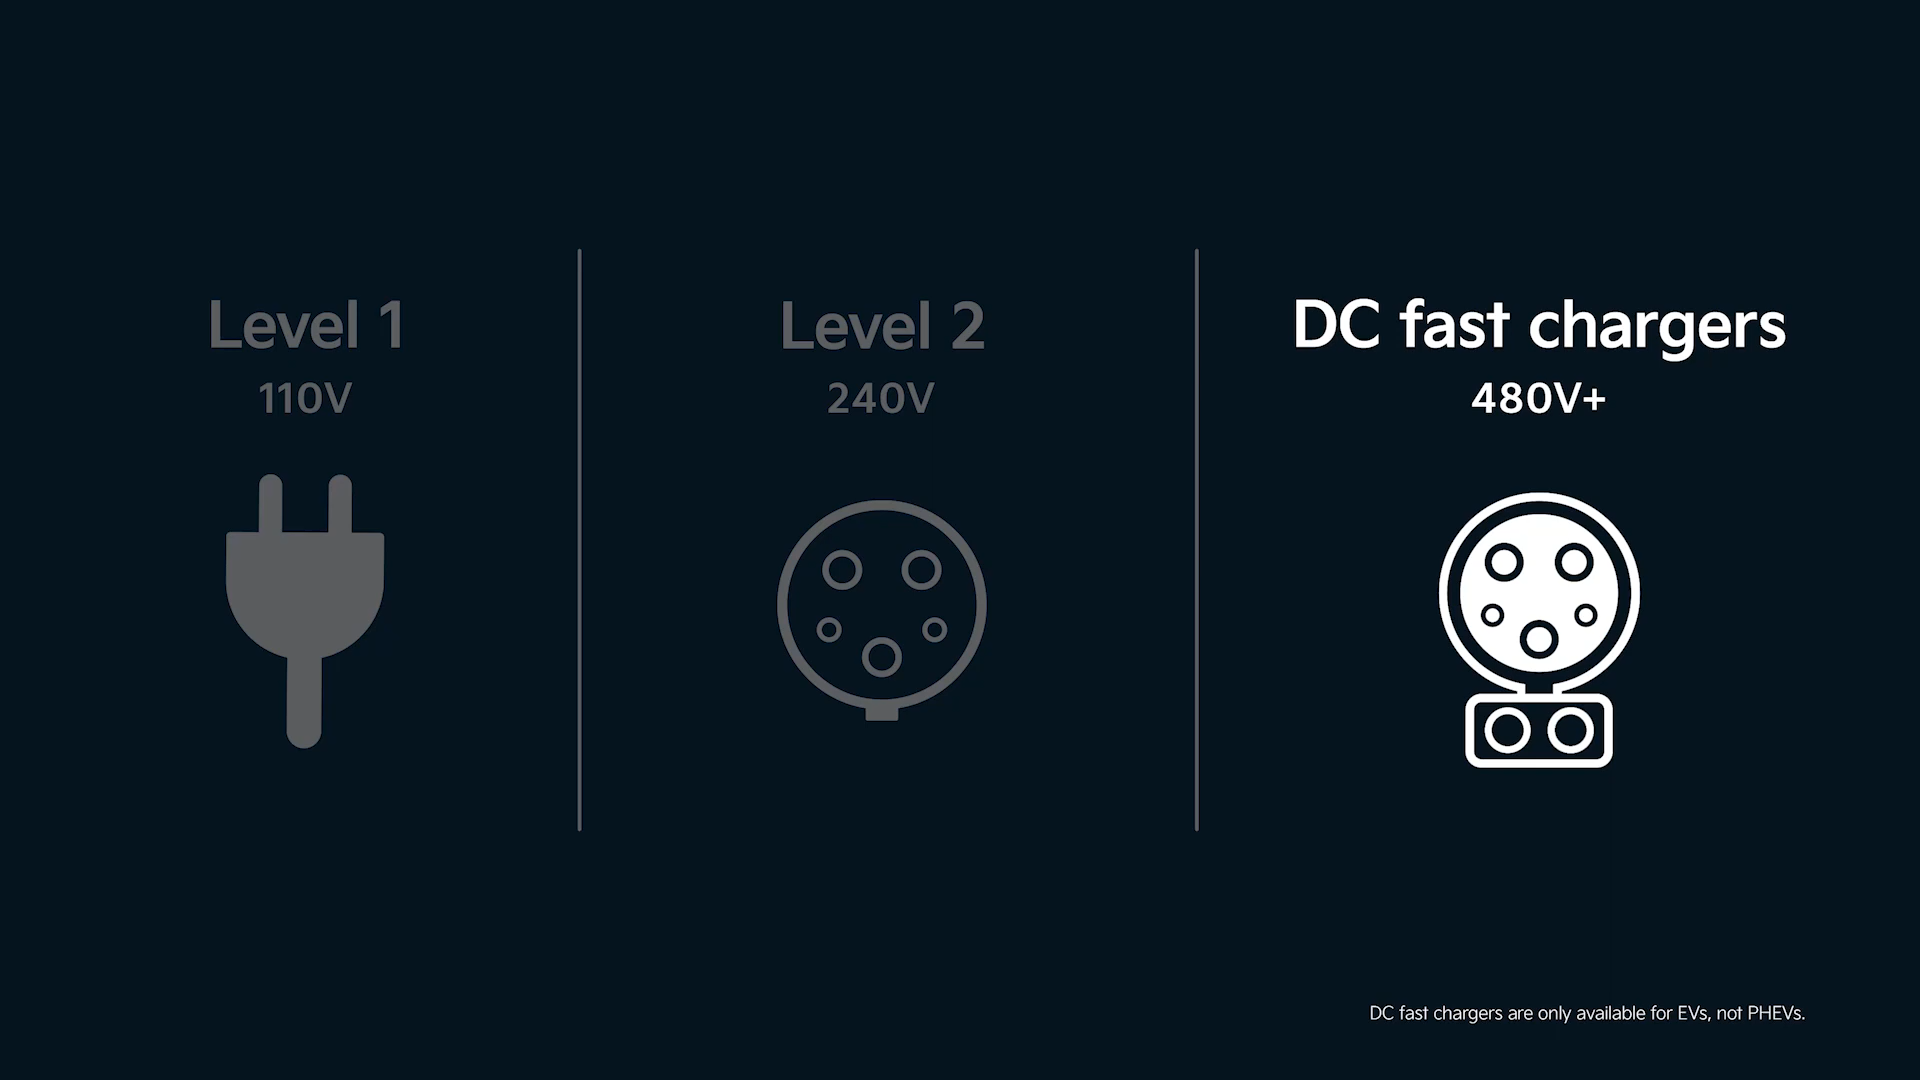 Level 1
110V
Level 2
240V
DC fast chargers
480V+
DC fast chargers are only available for EVs, not PHEVs.